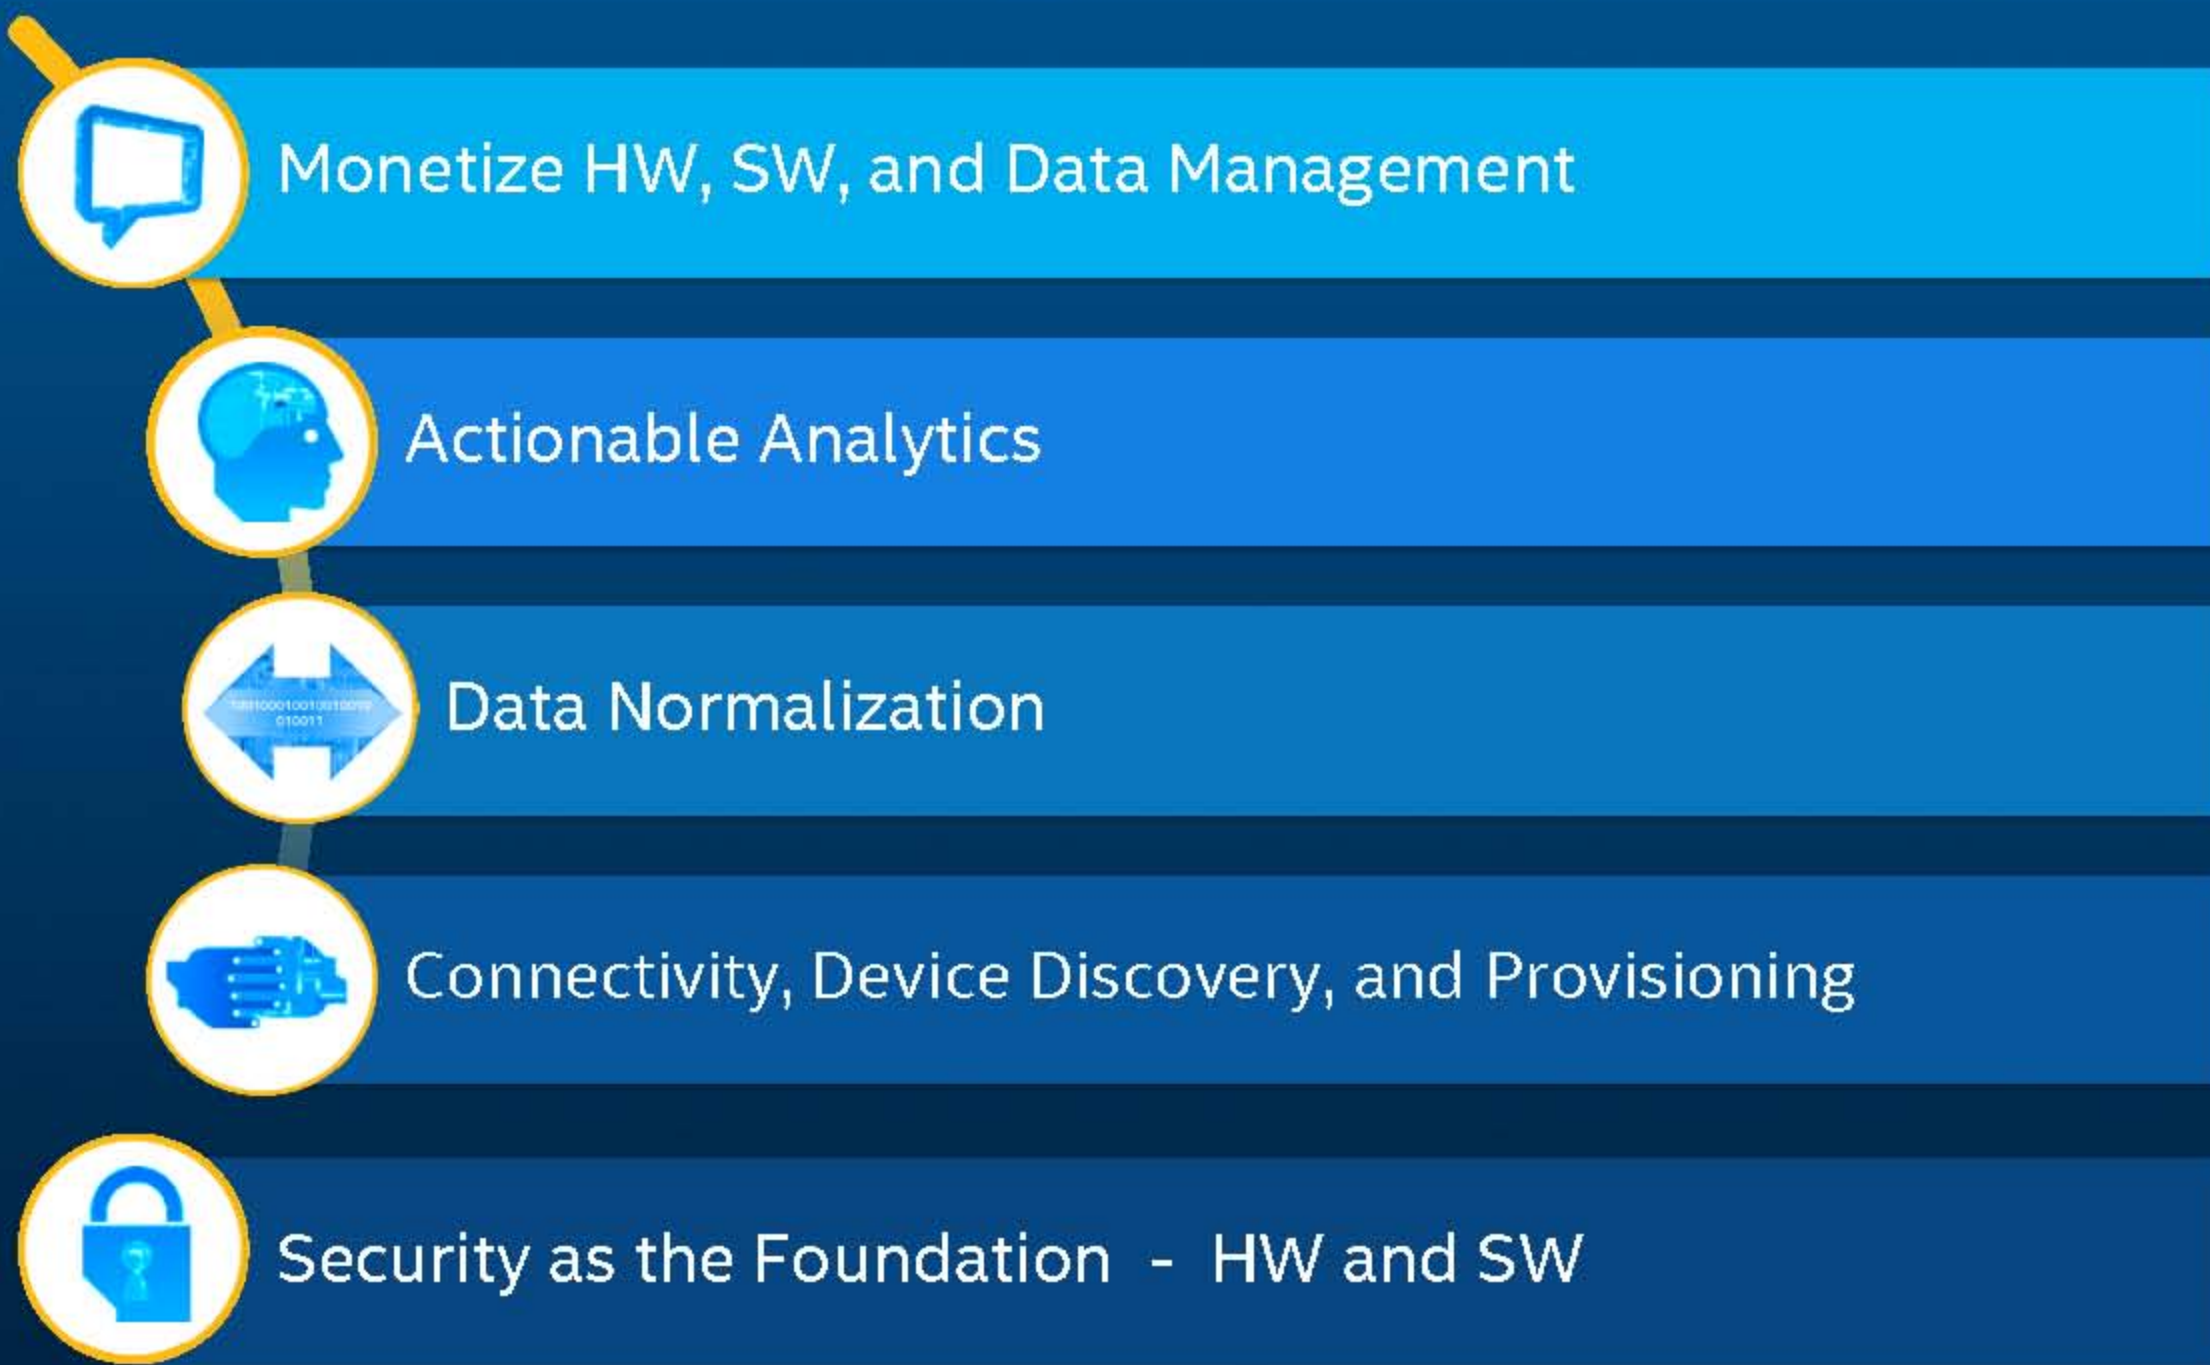 Monetize HW, SW, and Data Management
Actionable Analytics
Data Normalization
010011
Connectivity, Device Discovery, and Provisioning
Security as the Foundation - HW and SW